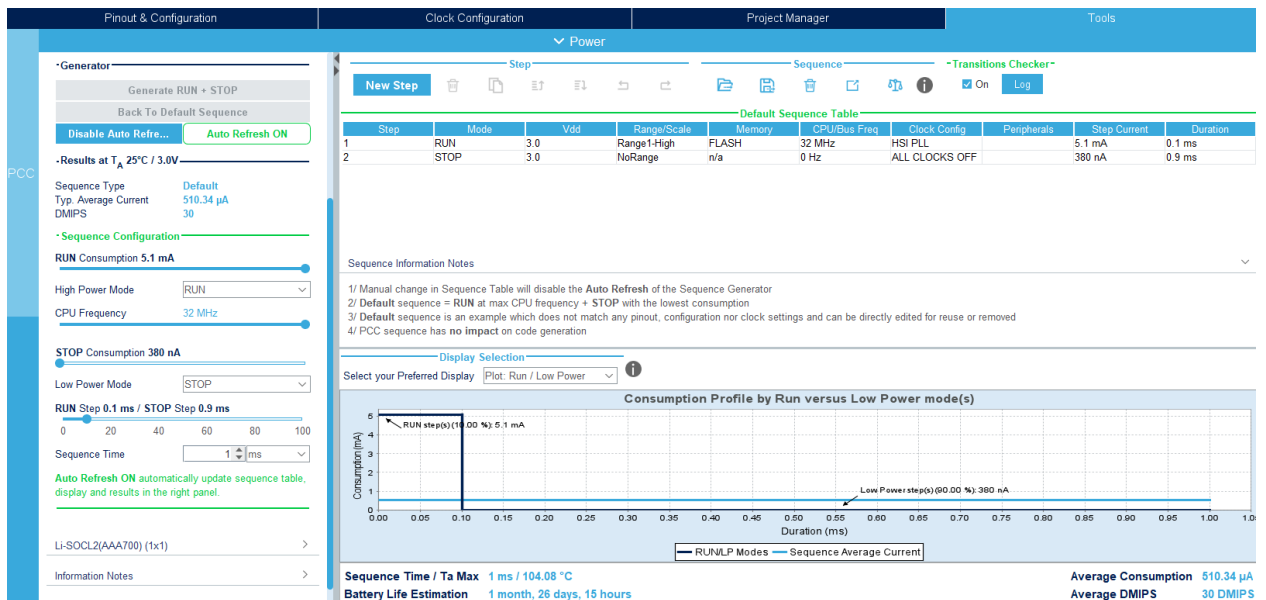 Pinout & Configuration Clock Configuration Project Manager Tools
Power
PCC
Generator
Generate RUN + STOP
Back To Default Sequence
Disable Auto Refre... Auto Refresh ON
Results at TA 25°C / 3.0V
Sequence Type Default
Typ. Average Current 510.34 µA
DMIPS 30
Sequence Configuration
RUN Consumption 5.1 mA
High Power Mode RUN
CPU Frequency 32 MHz
STOP Consumption 380 nA
Low Power Mode STOP
RUN Step 0.1 ms / STOP Step 0.9 ms
0 20 40 60 80 100
Sequence Time 1 ms
Auto Refresh ON automatically update sequence table,
display and results in the right panel.
Li-SOCL2(AAA700) (1x1)
Information Notes
Step Sequence Transitions Checker
New Step On Log
Default Sequence Table
Step Mode Vdd Range/Scale Memory CPU/Bus Freq Clock Config Peripherals Step Current Duration
1 RUN 3.0 Range1-High FLASH 32 MHz HSI PLL 5.1 mA 0.1 ms
2 STOP 3.0 NoRange n/a 0 Hz ALL CLOCKS OFF 380 nA 0.9 ms
Sequence Information Notes
1/ Manual change in Sequence Table will disable the Auto Refresh of the Sequence Generator
2/ Default sequence = RUN at max CPU frequency + STOP with the lowest consumption
3/ Default sequence is an example which does not match any pinout, configuration nor clock settings and can be directly edited for reuse or removed
4/ PCC sequence has no impact on code generation
Display Selection
Select your Preferred Display Plot: Run / Low Power
Consumption Profile by Run versus Low Power mode(s)
Consumption (mA)
5
4
3
2
1
0
RUN step(s)(10.00 %): 5.1 mA
Low Power step(s)(90.00 %): 380 nA
0.00 0.05 0.10 0.15 0.20 0.25 0.30 0.35 0.40 0.45 0.50 0.55 0.60 0.65 0.70 0.75 0.80 0.85 0.90 0.95 1.00 1.0
Duration (ms)
RUN/LP Modes Sequence Average Current
Sequence Time / Ta Max 1 ms / 104.08 °C Average Consumption 510.34 µA
Battery Life Estimation 1 month, 26 days, 15 hours Average DMIPS 30 DMIPS